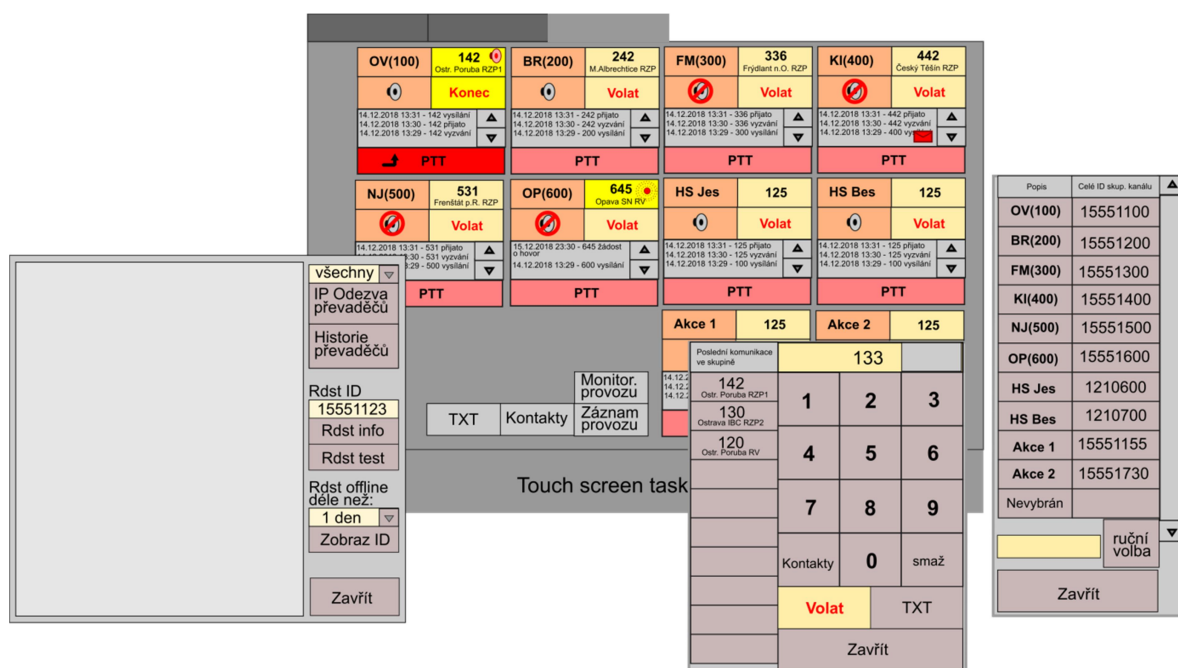 OV(100)
142
Ostr. Poruba RZP1
Konec
14.12.2018 13:31 - 142 vysílání
14.12.2018 13:30 - 142 přijato
14.12.2018 13:29 - 142 vyzvání
PTT
BR(200)
242
M.Albrechtice RZP
Volat
14.12.2018 13:31 - 242 přijato
14.12.2018 13:30 - 242 vyzvání
14.12.2018 13:29 - 200 vysílání
PTT
FM(300)
336
Frýdlant n.O. RZP
Volat
14.12.2018 13:31 - 336 přijato
14.12.2018 13:30 - 336 vyzvání
14.12.2018 13:29 - 300 vysílání
PTT
KI(400)
442
Český Těšín RZP
Volat
14.12.2018 13:31 - 442 přijato
14.12.2018 13:30 - 442 vyzvání
14.12.2018 13:29 - 400
PTT
NJ(500)
531
Frenštát p.R. RZP
Volat
14.12.2018 13:31 - 531 přijato
13:30 - 531 vyzvání
13:29 - 500 vysílání
PTT
OP(600)
645
Opava SN RV
Volat
15.12.2018 23:30 - 645 žádost
o hovor
14.12.2018 13:29 - 600 vysílání
PTT
HS Jes
125
Volat
14.12.2018 13:31 - 125 přijato
14.12.2018 13:30 - 125 vyzvání
14.12.2018 13:29 - 100 vysílání
PTT
HS Bes
125
Volat
14.12.2018 13:31 - 125 přijato
14.12.2018 13:30 - 125 vyzvání
14.12.2018 13:29 - 100 vysílání
PTT
Akce 1
125
Akce 2
125
TXT
Kontakty
Monitor.
provozu
Záznam
provozu
Touch screen task
všechny
IP Odezva
převaděčů
Historie
převaděčů
Rdst ID
15551123
Rdst info
Rdst test
Rdst offline
déle než:
1 den
Zobraz ID
Zavřít
Poslední komunikace
ve skupině
133
142
Ostr. Poruba RZP1
130
Ostrava IBC RZP2
120
Ostr. Poruba RV
1 2 3
4 5 6
7 8 9
Kontakty 0 smaž
Volat TXT
Zavřít
Popis Celé ID skup. kanálu
OV(100) 15551100
BR(200) 15551200
FM(300) 15551300
KI(400) 15551400
NJ(500) 15551500
OP(600) 15551600
HS Jes 1210600
HS Bes 1210700
Akce 1 15551155
Akce 2 15551730
Nevybrán
ruční
volba
Zavřít